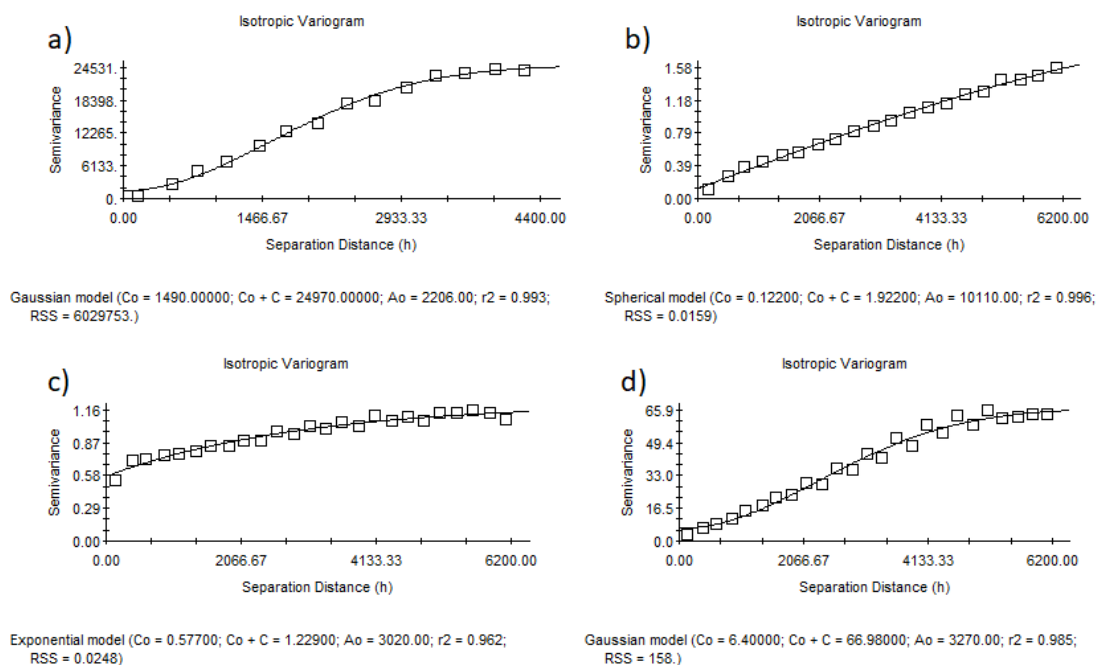 a)
Isotropic Variogram
24531.
18398.
12265.
6133.
0.
Semivariance
0.00 1466.67 2933.33 4400.00
Separation Distance (h)
Gaussian model (Co = 1490.00000; Co + C = 24970.00000; Ao = 2206.00; r2 = 0.993;
RSS = 6029753.)
b)
Isotropic Variogram
1.58
1.18
0.79
0.39
0.00
Semivariance
0.00 2066.67 4133.33 6200.00
Separation Distance (h)
Spherical model (Co = 0.12200; Co + C = 1.92200; Ao = 10110.00; r2 = 0.996;
RSS = 0.0159)
c)
Isotropic Variogram
1.16
0.87
0.58
0.29
0.00
Semivariance
0.00 2066.67 4133.33 6200.00
Separation Distance (h)
Exponential model (Co = 0.57700; Co + C = 1.22900; Ao = 3020.00; r2 = 0.962;
RSS = 0.0248)
d)
Isotropic Variogram
65.9
49.4
33.0
16.5
0.0
Semivariance
0.00 2066.67 4133.33 6200.00
Separation Distance (h)
Gaussian model (Co = 6.40000; Co + C = 66.98000; Ao = 3270.00; r2 = 0.985;
RSS = 158.)